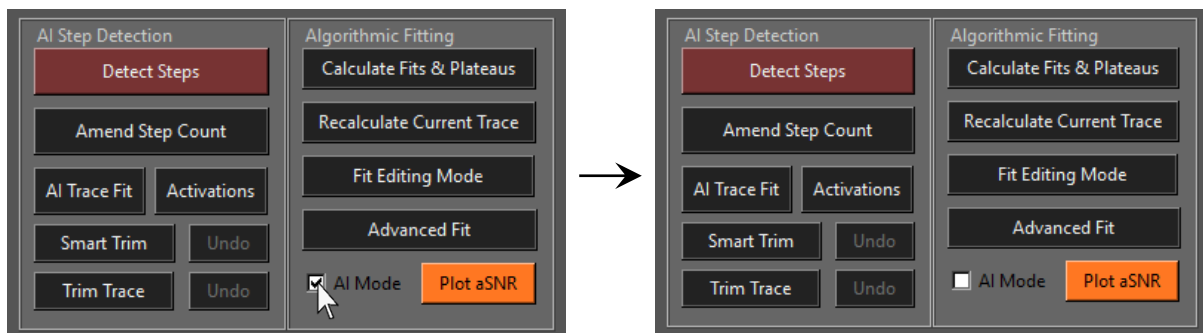 AI Step Detection
Detect Steps
Amend Step Count
AI Trace Fit Activations
Smart Trim Undo
Trim Trace Undo
Algorithmic Fitting
Calculate Fits & Plateaus
Recalculate Current Trace
Fit Editing Mode
Advanced Fit
AI Mode Plot aSNR
AI Step Detection
Detect Steps
Amend Step Count
AI Trace Fit Activations
Smart Trim Undo
Trim Trace Undo
Algorithmic Fitting
Calculate Fits & Plateaus
Recalculate Current Trace
Fit Editing Mode
Advanced Fit
AI Mode Plot aSNR